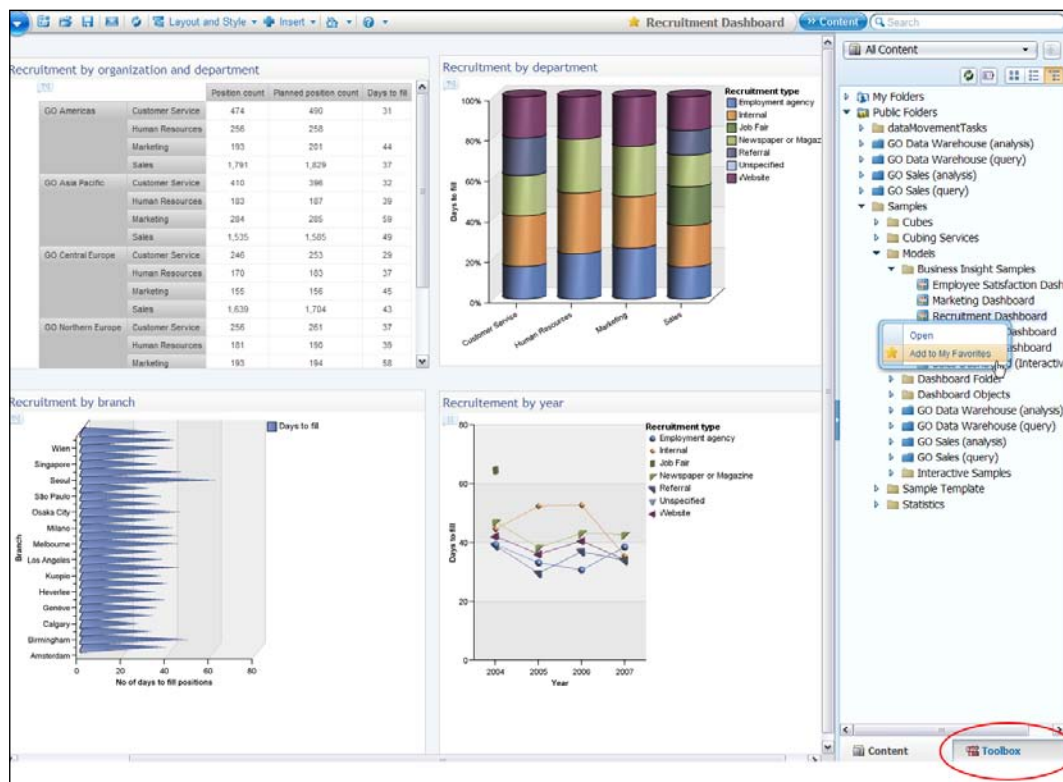 Layout and Style Insert
Recruitment Dashboard
Content
Search
All Content
Recruitment by organization and department
Position count Planned position count Days to fill
GO Americas Customer Service 474 490 31
Human Resources 256 258
Marketing 193 201 44
Sales 1,791 1,829 37
GO Asia Pacific Customer Service 410 396 32
Human Resources 183 187 39
Marketing 284 285 59
Sales 1,535 1,585 49
GO Central Europe Customer Service 246 253 29
Human Resources 170 183 37
Marketing 155 156 45
Sales 1,639 1,704 43
GO Northern Europe Customer Service 256 261 37
Human Resources 181 190 39
Marketing 193 194 58
Recruitment by department
100%
80%
60%
40%
20%
0%
Days to fill
Customer Service
Human Resources
Marketing
Sales
Recruitment type
Employment agency
Internal
Job Fair
Newspaper or Magaz
Referral
Unspecified
Website
Recruitment by branch
Days to fill
Branch
Wien
Singapore
Seoul
São Paulo
Osaka City
Milano
Melbourne
Los Angeles
Kuopio
Heverlee
Genève
Calgary
Birmingham
Amsterdam
0 20 40 60 80
No of days to fill positions
Recruitement by year
80
60
40
20
0
Days to fill
2004 2005 2006 2007
Year
Recruitment type
Employment agency
Internal
Job Fair
Newspaper or Magazine
Referral
Unspecified
Website
My Folders
Public Folders
dataMovementTasks
GO Data Warehouse (analysis)
GO Data Warehouse (query)
GO Sales (analysis)
GO Sales (query)
Samples
Cubes
Cubing Services
Models
Business Insight Samples
Employee Satisfaction Dash
Marketing Dashboard
Recruitment Dashboard
Open
Dashboard
Add to My Favorites
ashboard
(Interactiv
Dashboard Folder
Dashboard Objects
GO Data Warehouse (analysis)
GO Data Warehouse (query)
GO Sales (analysis)
GO Sales (query)
Interactive Samples
Sample Template
Statistics
Content
Toolbox